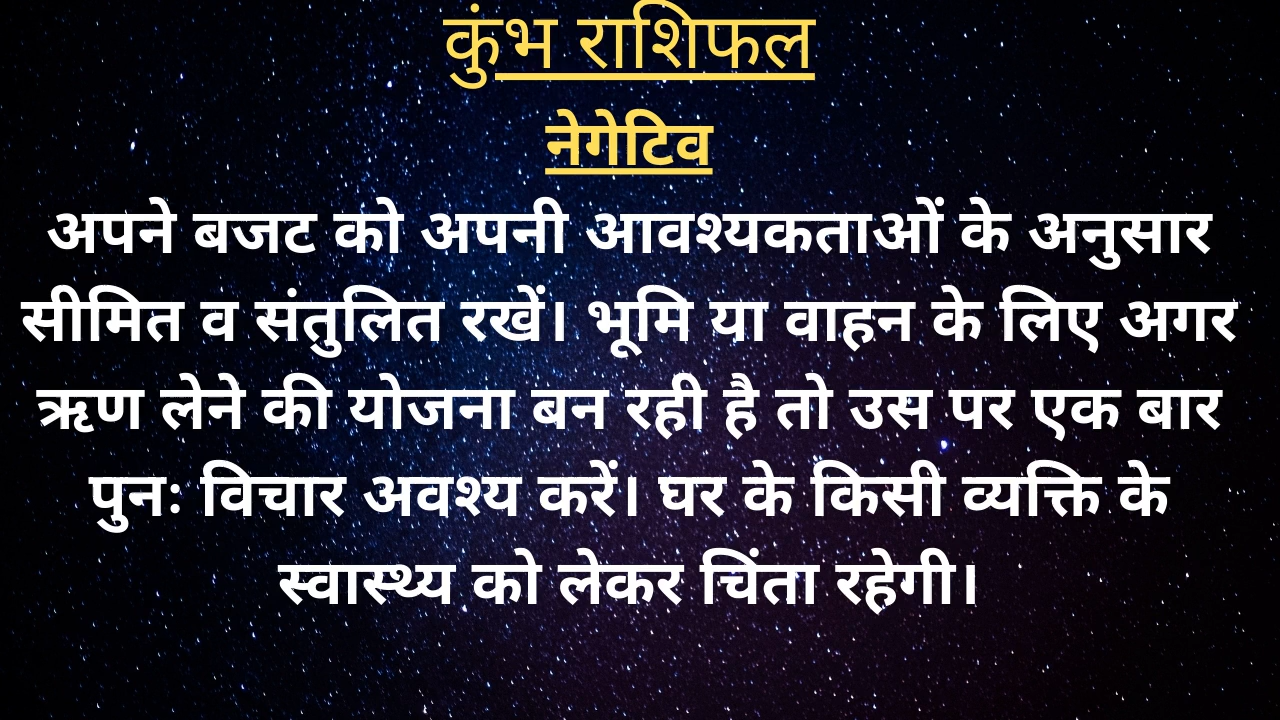 कुंभ राशिफल
नेगेटिव
अपने बजट को अपनी आवश्यकताओं के अनुसार
सीमित व संतुलित रखें। भूमि या वाहन के लिए अगर
ऋण लेने की योजना बन रही है तो उस पर एक बार
पुनः विचार अवश्य करें। घर के किसी व्यक्ति के
स्वास्थ्य को लेकर चिंता रहेगी।